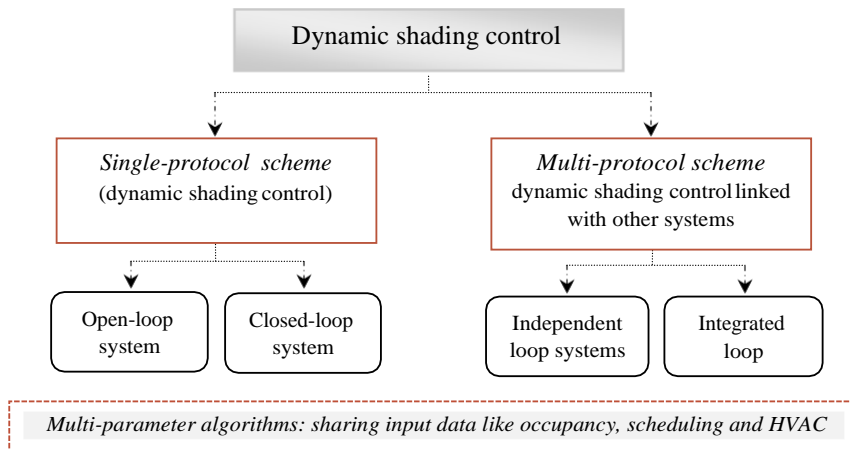 Dynamic shading control
Single-protocol scheme
(dynamic shading control)
Multi-protocol scheme
dynamic shading control linked
with other systems
Open-loop
system
Closed-loop
system
Independent
loop systems
Integrated
loop
Multi-parameter algorithms: sharing input data like occupancy, scheduling and HVAC